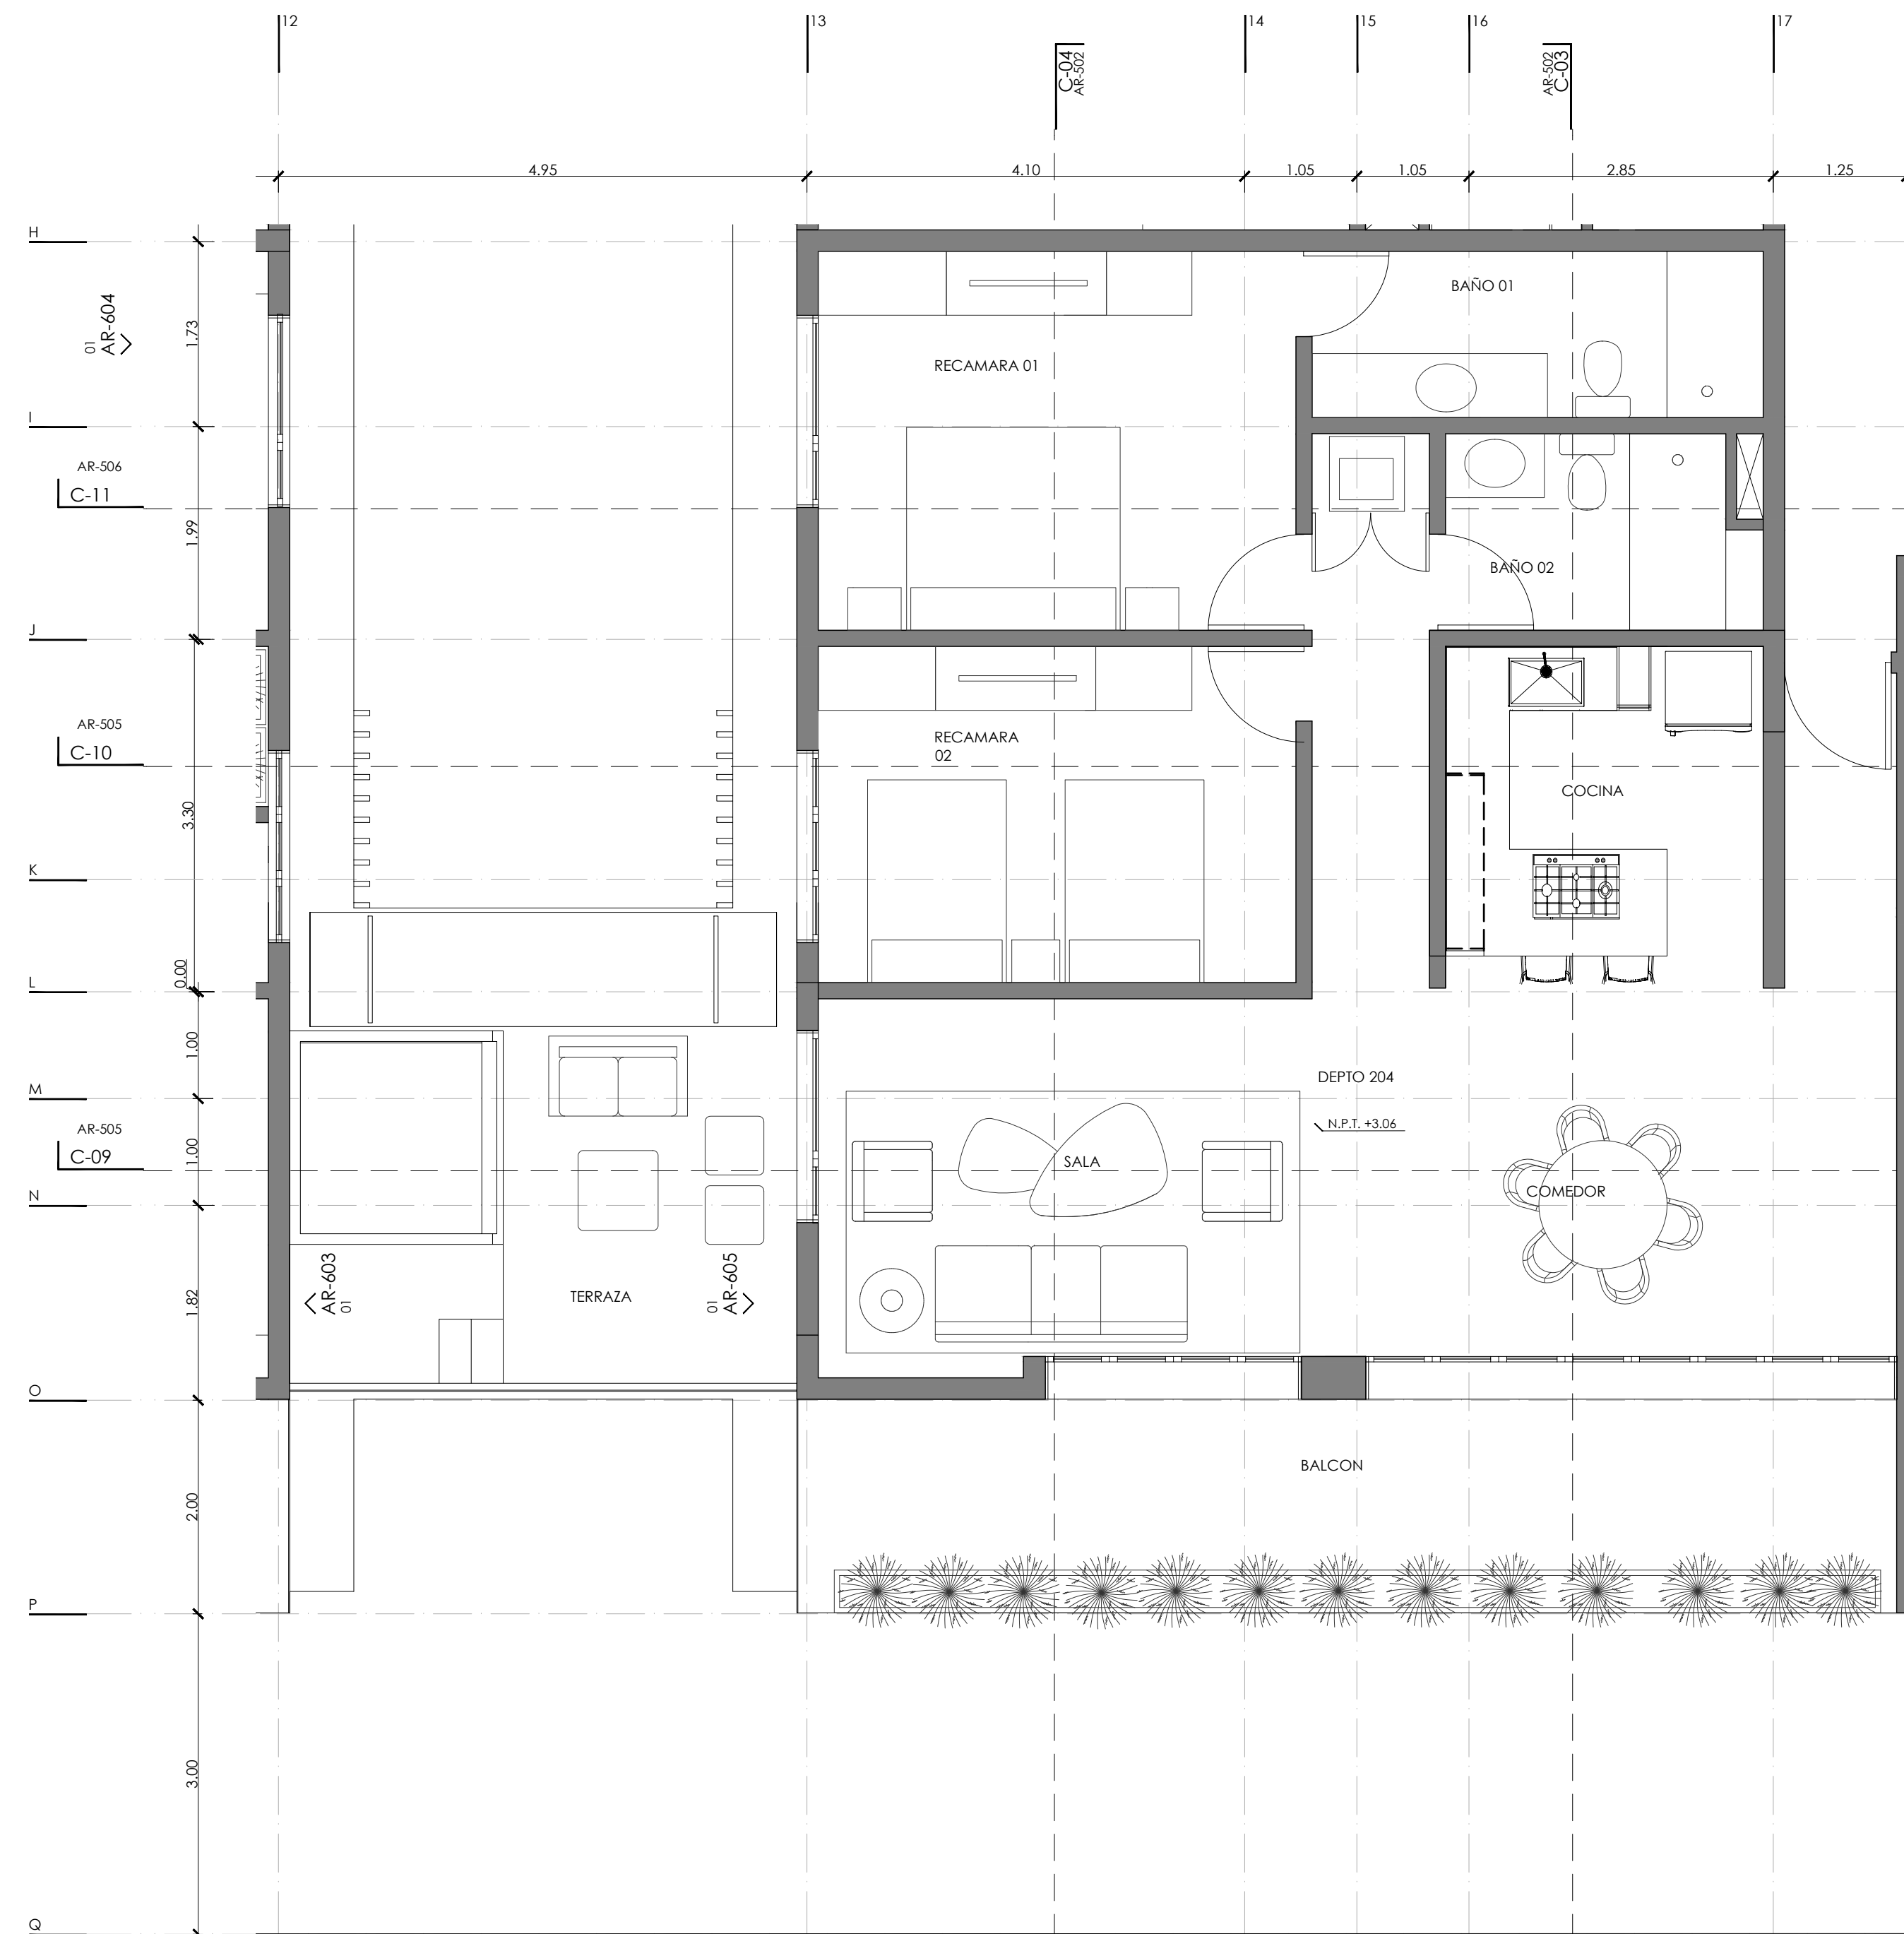 12
13
14
15
16
17
C-04
AR-502
AR-502
C-03
4.95
4.10
1.05
1.05
2.85
1.25
H
01
AR-604
1.73
BAÑO 01
RECAMARA 01
I
AR-506
C-11
1.99
BAÑO 02
J
AR-505
C-10
RECAMARA
02
COCINA
3.30
K
0.00
L
1.00
M
DEPTO 204
N.P.T. +3.06
AR-505
C-09
1.00
SALA
COMEDOR
N
AR-603
01
01
AR-605
TERRAZA
1.82
O
BALCON
2.00
P
3.00
Q